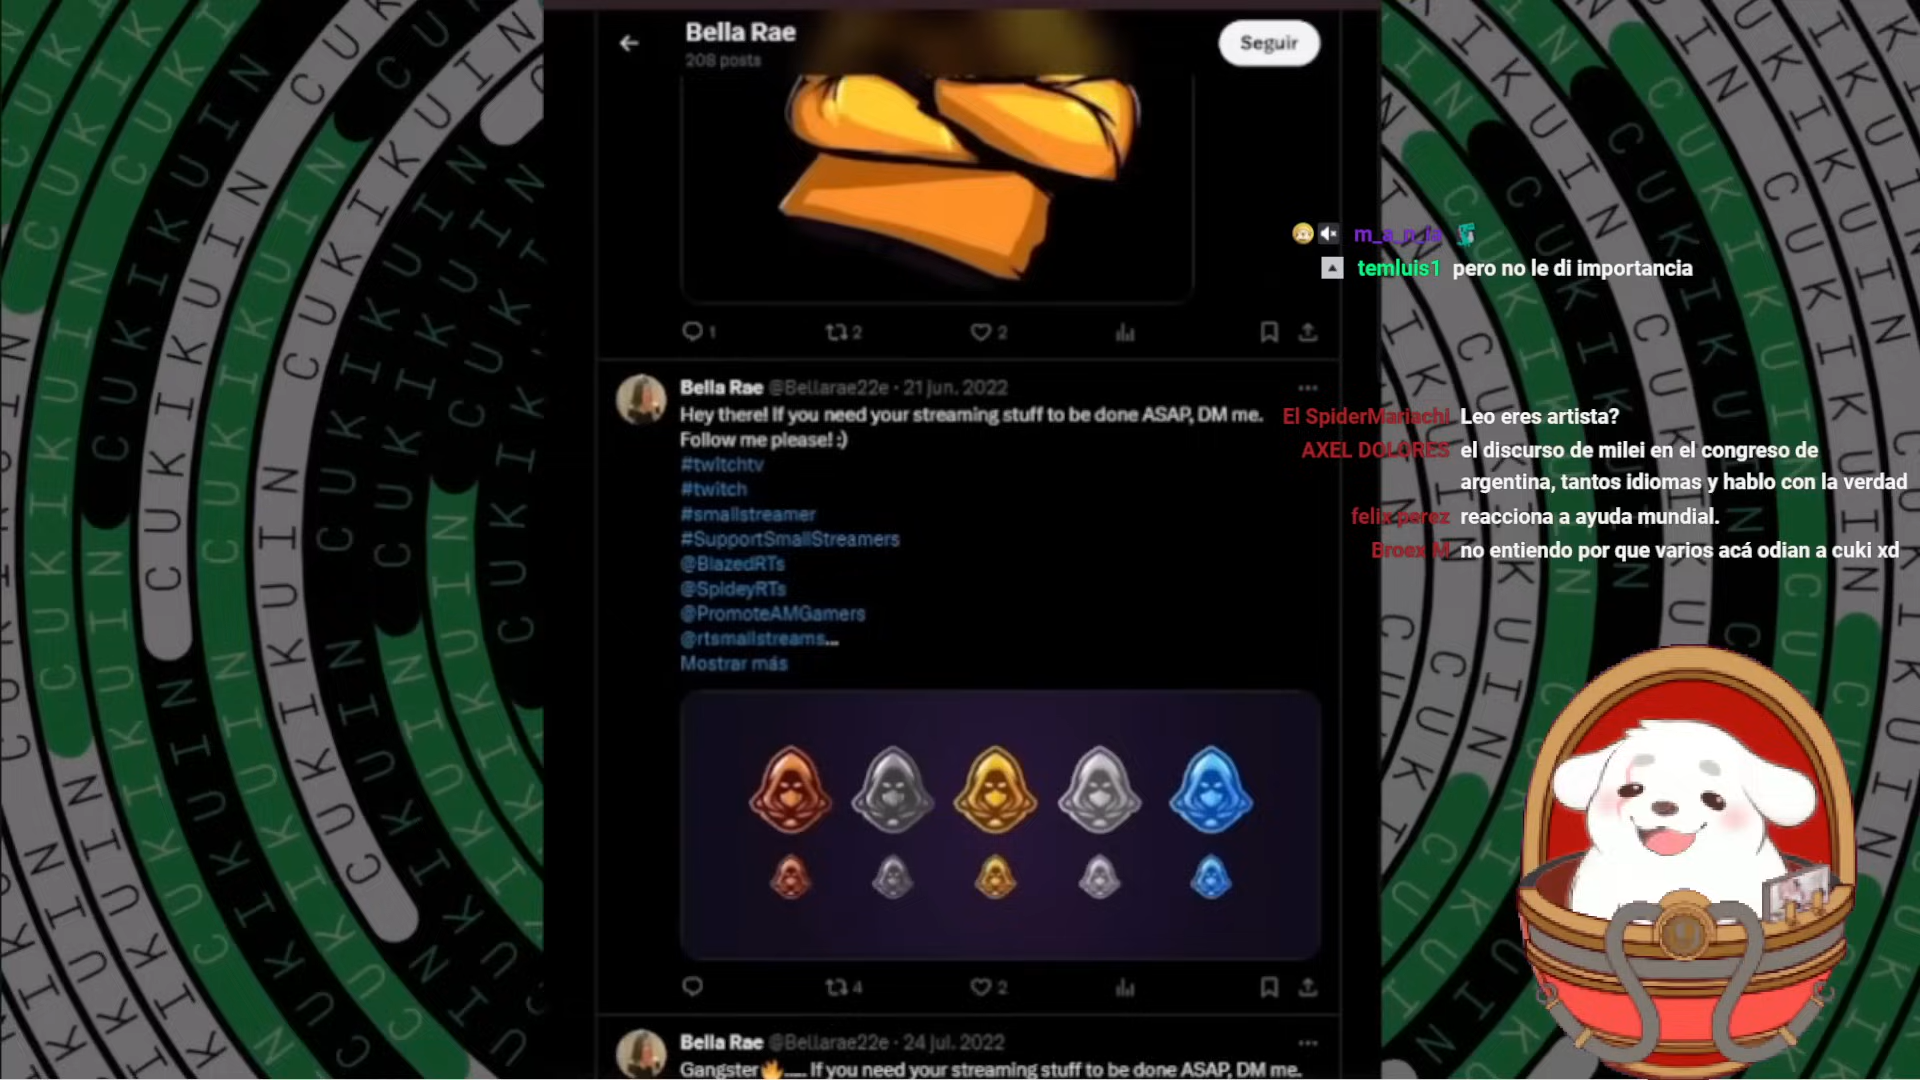 Bella Rae
208 posts
Seguir
1 2 2
Bella Rae @Bellarae22e · 21 jun. 2022
Hey there! If you need your streaming stuff to be done ASAP, DM me.
Follow me please! :)
#twitchtv
#twitch
#smallstreamer
#SupportSmallStreamers
@BlazedRTs
@SpideyRTs
@PromoteAMGamers
@rtsmallstreams...
Mostrar más
4 2
Bella Rae @Bellarae22e · 24 jul. 2022
Gangster🔥.... If you need your streaming stuff to be done ASAP, DM me.
m_a_n_ia
temluis1 pero no le di importancia
El SpiderMariachi Leo eres artista?
AXEL DOLORES el discurso de milei en el congreso de
argentina, tantos idiomas y hablo con la verdad
felix perez reacciona a ayuda mundial.
Broex M no entiendo por que varios acá odian a cuki xd
CUKIKUIN CUKIKUIN CUKIKUIN